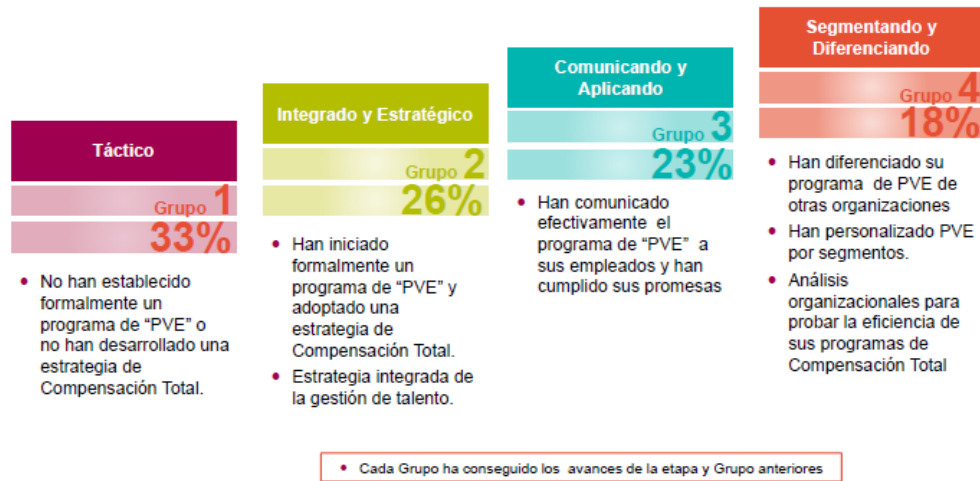 Táctico
Grupo 1
33%
• No han establecido
formalmente un
programa de “PVE” o
no han desarrollado una
estrategia de
Compensación Total.
Integrado y Estratégico
Grupo 2
26%
• Han iniciado
formalmente un
programa de “PVE” y
adoptado una
estrategia de
Compensación Total.
• Estrategia integrada de
la gestión de talento.
Comunicando y
Aplicando
Grupo 3
23%
• Han comunicado
efectivamente el
programa de “PVE” a
sus empleados y han
cumplido sus promesas
Segmentando y
Diferenciando
Grupo 4
18%
• Han diferenciado su
programa de PVE de
otras organizaciones
• Han personalizado PVE
por segmentos.
• Análisis
organizacionales para
probar la eficiencia de
sus programas de
Compensación Total
• Cada Grupo ha conseguido los avances de la etapa y Grupo anteriores